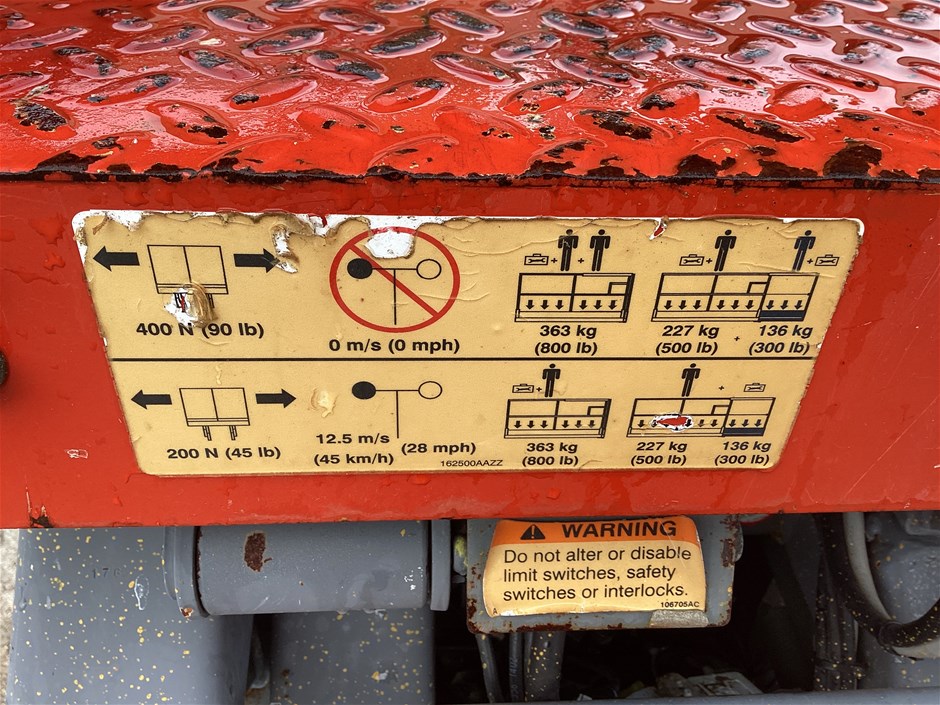 400 N (90 lb)
0 m/s (0 mph)
363 kg
(800 lb)
227 kg
(500 lb)
+
136 kg
(300 lb)
200 N (45 lb)
12.5 m/s
(45 km/h)
(28 mph)
162500AAZZ
363 kg
(800 lb)
227 kg
(500 lb)
136 kg
(300 lb)
WARNING
Do not alter or disable
limit switches, safety
switches or interlocks.
A
106705AC